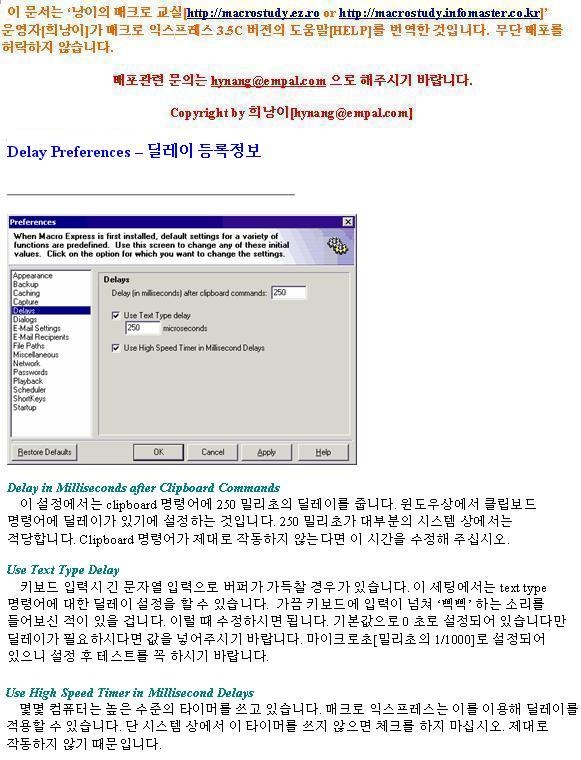 이 문서는 ‘낭이의 매크로 교실[http://macrostudy.ez.ro or http://macrostudy.infomaster.co.kr]’
운영자[희낭이]가 매크로 익스프레스 3.5C 버젼의 도움말[HELP]를 번역한 것입니다. 무단 배포를
허락하지 않습니다.
배포관련 문의는 hynang@empal.com 으로 해주시기 바랍니다.
Copyright by 희낭이[hynang@empal.com]
Delay Preferences – 딜레이 등록정보
Preferences
When Macro Express is first installed, default settings for a variety of
functions are predefined. Use this screen to change any of these initial
values. Click on the option for which you want to change the settings.
Appearance
Backup
Caching
Capture
Delays
Dialogs
E-Mail Settings
E-Mail Recipients
File Paths
Miscellaneous
Network
Passwords
Playback
Scheduler
ShortKeys
Startup
Delays
Delay (in milliseconds) after clipboard commands: 250
Use Text Type delay
250 microseconds
Use High Speed Timer in Millisecond Delays
Restore Defaults OK Cancel Apply Help
Delay in Milliseconds after Clipboard Commands
이 설정에서는 clipboard 명령어에 250 밀리초의 딜레이를 줍니다. 윈도우상에서 클립보드
명령어에 딜레이가 있기에 설정하는 것입니다. 250 밀리초가 대부분의 시스템 상에서는
적당합니다. Clipboard 명령어가 제대로 작동하지 않는다면 이 시간을 수정해 주십시오.
Use Text Type Delay
키보드 입력시 긴 문자열 입력으로 버퍼가 가득찰 경우가 있습니다. 이 세팅에서는 text type
명령어에 대한 딜레이 설정을 할 수 있습니다. 가끔 키보드에 입력이 넘쳐 ‘삑삑’ 하는 소리를
들어보신 적이 있을 겁니다. 이럴 때 수정하시면 됩니다. 기본값으로 0 초로 설정되어 있습니다만
딜레이가 필요하시다면 값을 넣어주시기 바랍니다. 마이크로초[밀리초의 1/1000]로 설정되어
있으니 설정 후 테스트를 꼭 하시기 바랍니다.
Use High Speed Timer in Millisecond Delays
몇몇 컴퓨터는 높은 수준의 타이머를 쓰고 있습니다. 매크로 익스프레스는 이를 이용해 딜레이를
적용할 수 있습니다. 단 시스템 상에서 이 타이머를 쓰지 않으면 체크를 하지 마십시오. 제대로
작동하지 않기 때문입니다.